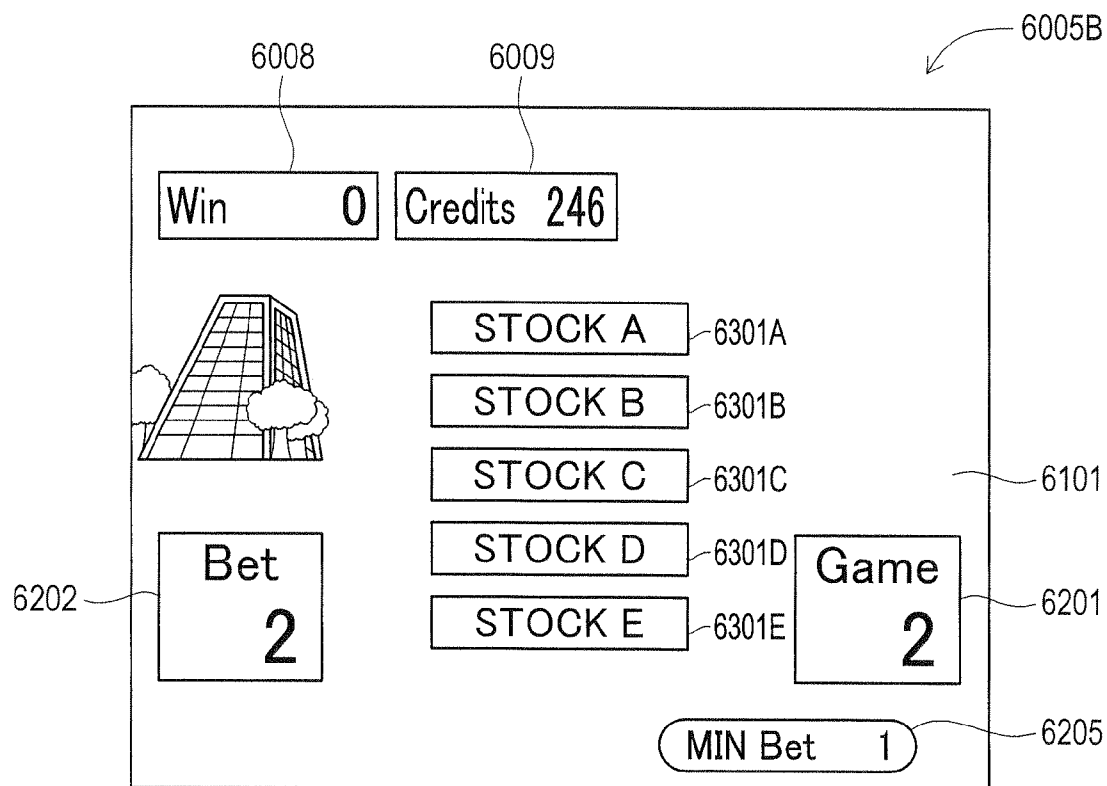 6005B
6008
6009
Win 0
Credits 246
STOCK A
6301A
STOCK B
6301B
STOCK C
6301C
6101
STOCK D
6301D
Bet
2
6202
Game
2
6201
STOCK E
6301E
MIN Bet 1
6205